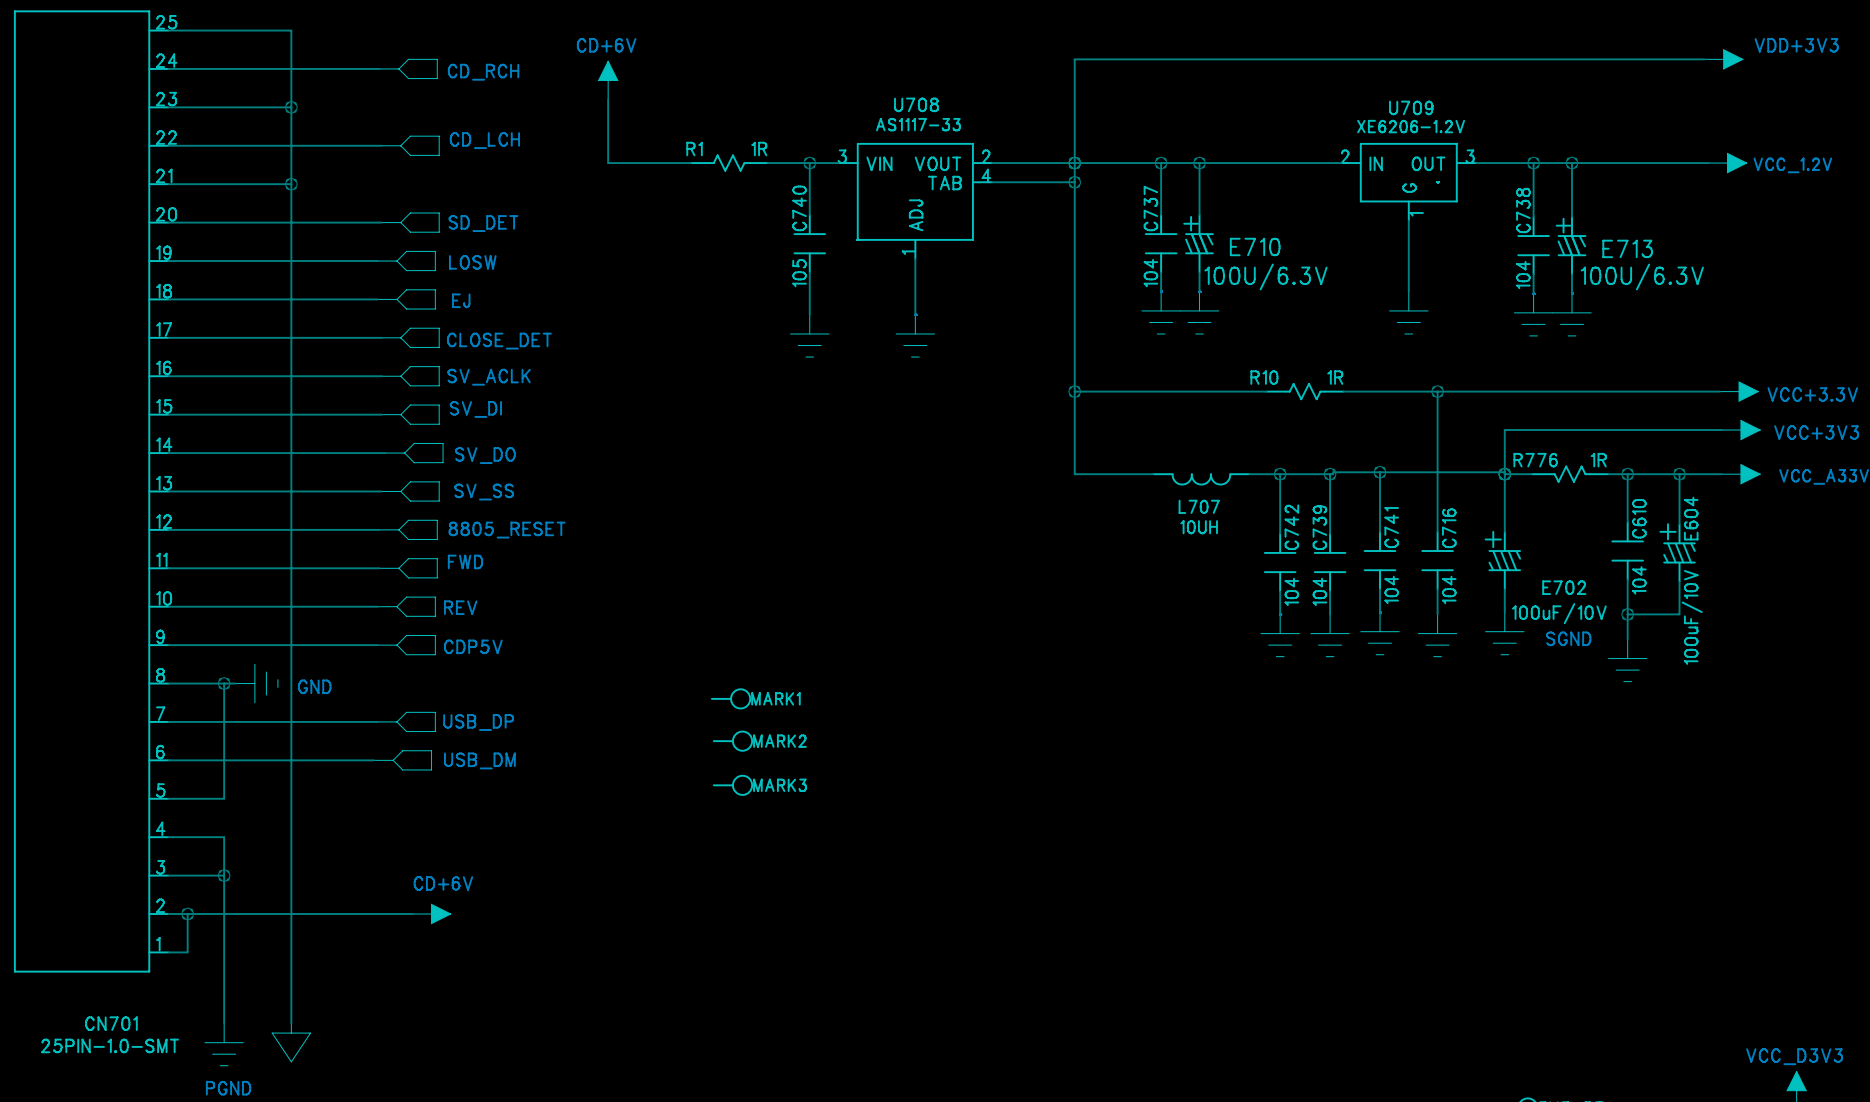 25
24
CD_RCH
23
22
CD_LCH
21
20
SD_DET
19
LOSW
18
EJ
17
CLOSE_DET
16
SV_ACLK
15
SV_DI
14
SV_DO
13
SV_SS
12
8805_RESET
11
FWD
10
REV
9
CDP5V
8
GND
7
USB_DP
6
USB_DM
5
4
3
2
CD+6V
1
CN701
25PIN-1.0-SMT
PGND
CD+6V
R1 1R
C740
105
U708
AS1117-33
3 VIN VOUT 2
TAB 4
ADJ
1
VDD+3V3
C737
104
+
E710
100U/6.3V
U709
XE6206-1.2V
2 IN OUT 3
G
1
VCC_1.2V
C738
104
+
E713
100U/6.3V
R10 1R
VCC+3.3V
VCC+3V3
R776 1R
VCC_A33V
L707
10UH
C742
104
C739
104
C741
104
C716
104
+
E702
100uF/10V
SGND
C610
104
+
E604
100uF/10V
MARK1
MARK2
MARK3
VCC_D3V3